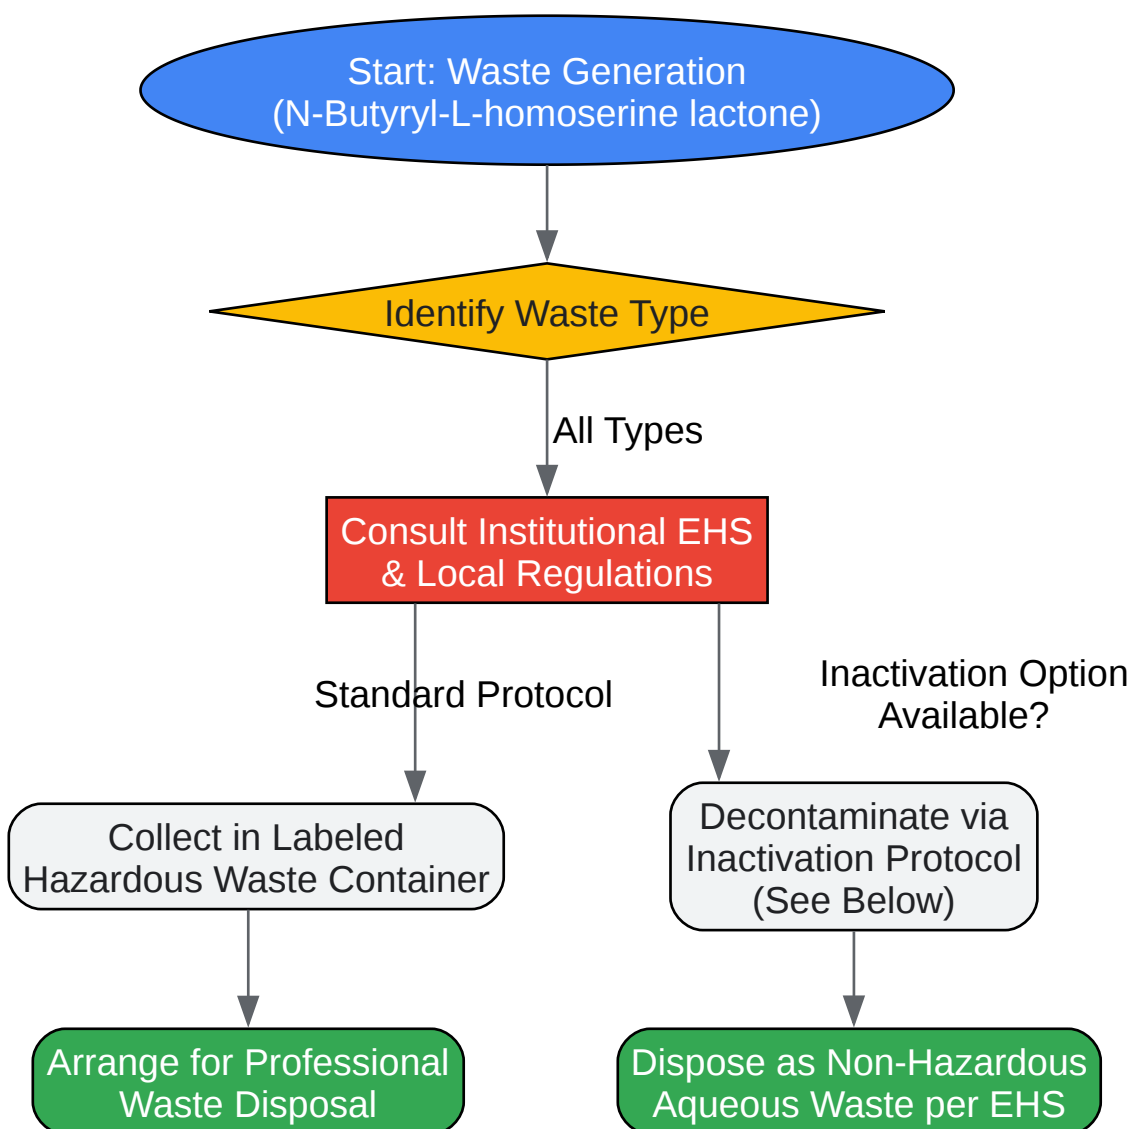 Start: Waste Generation
(N-Butyryl-L-homoserine lactone)
Identify Waste Type
All Types
Consult Institutional EHS
& Local Regulations
Standard Protocol
Inactivation Option
Available?
Collect in Labeled
Hazardous Waste Container
Decontaminate via
Inactivation Protocol
(See Below)
Arrange for Professional
Waste Disposal
Dispose as Non-Hazardous
Aqueous Waste per EHS